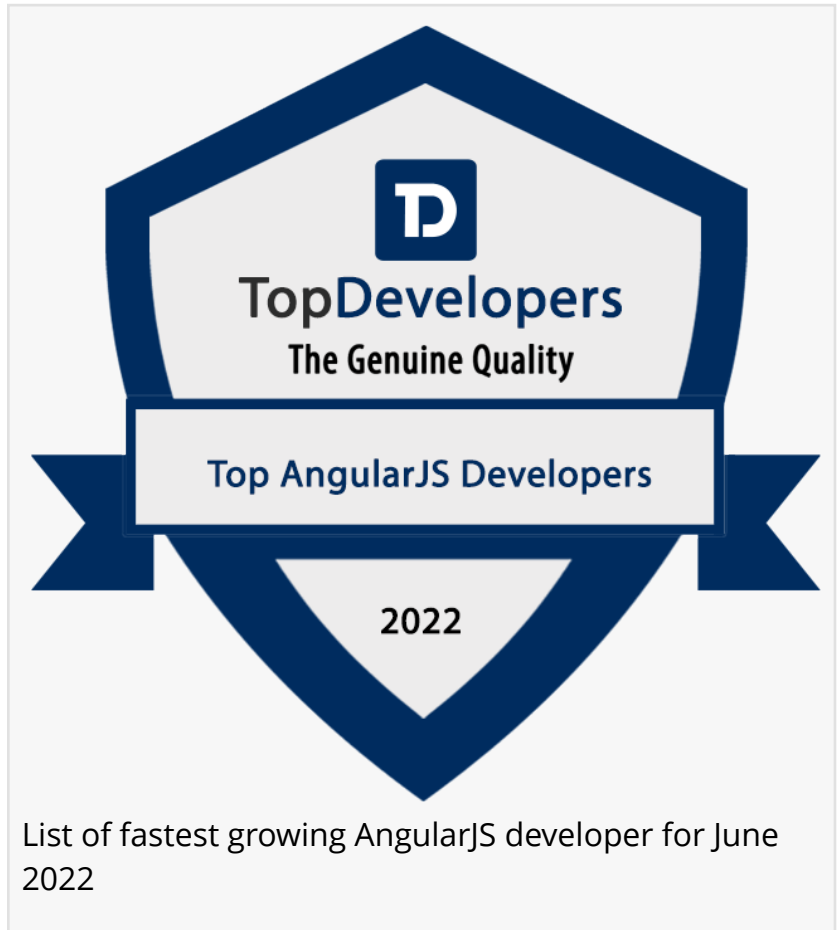 TD
TopDevelopers
The Genuine Quality
Top AngularJS Developers
2022
List of fastest growing AngularJS developer for June
2022